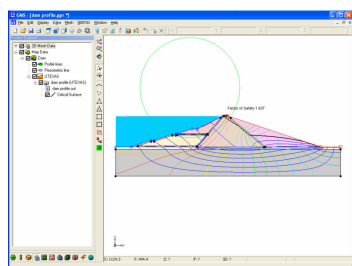 GMS - [dam profile.gpr *]
File Edit Display Data Mesh SEEP2D Window Help
2D Mesh Data
Map Data
Dam
Profile lines
Piezometric line
UTEXAS
dam profile (UTEXAS)
dam profile.out
Critical Surface
Factor of Safety 1.607